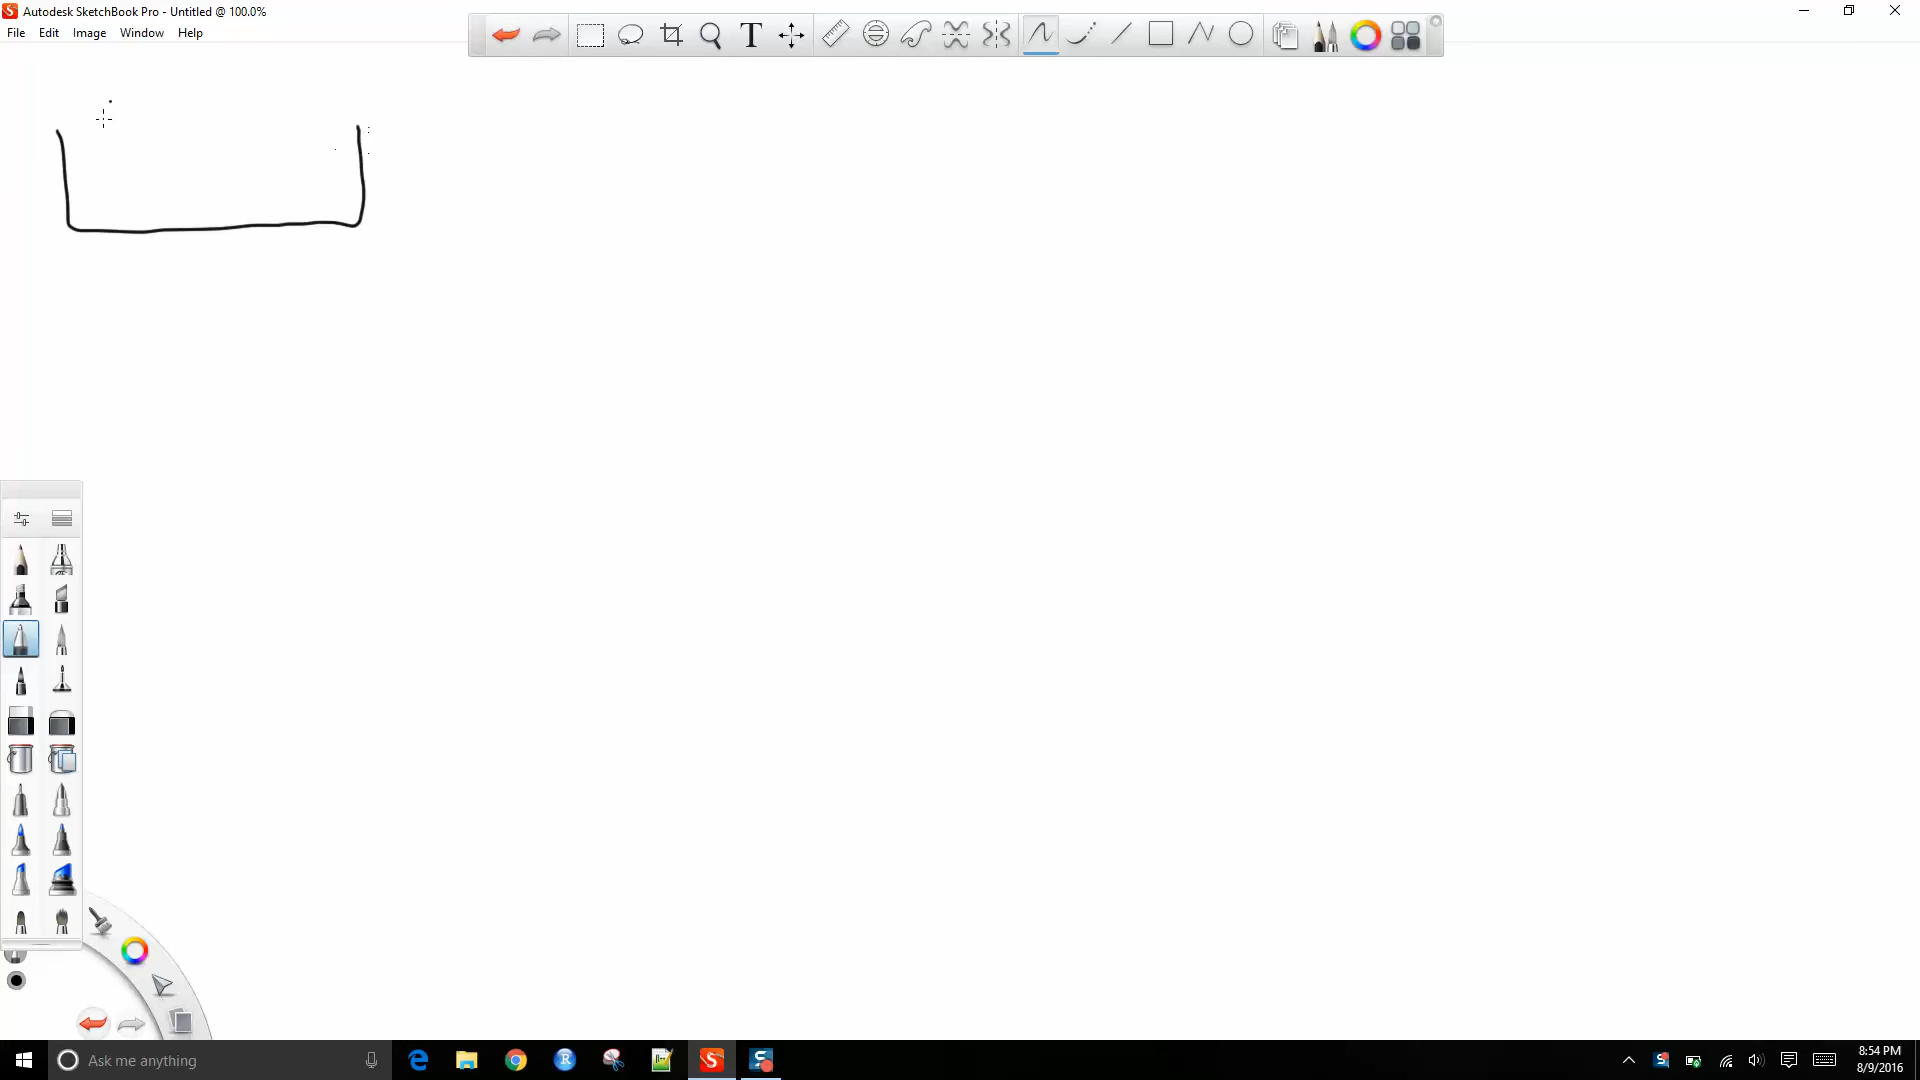 Autodesk SketchBook Pro - Untitled @ 100.0%
File Edit Image Window Help
T
Ask me anything
8:54 PM
8/9/2016